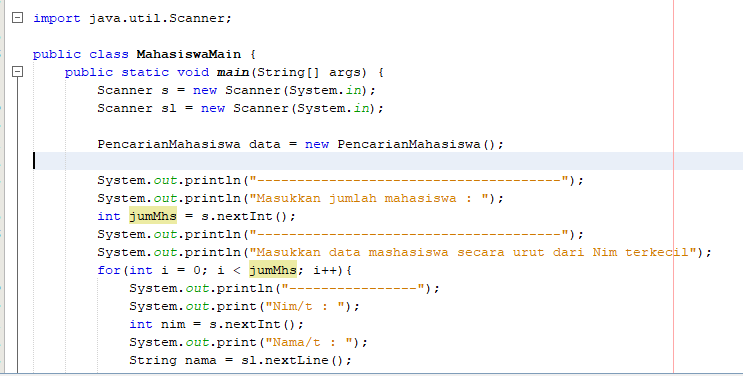 import java.util.Scanner;
public class MahasiswaMain {
public static void main(String[] args) {
Scanner s = new Scanner(System.in);
Scanner sl = new Scanner(System.in);
PencarianMahasiswa data = new PencarianMahasiswa();
System.out.println("--------------------------------------");
System.out.println("Masukkan jumlah mahasiswa : ");
int jumMhs = s.nextInt();
System.out.println("--------------------------------------");
System.out.println("Masukkan data mashasiswa secara urut dari Nim terkecil");
for(int i = 0; i < jumMhs; i++){
System.out.println("----------------");
System.out.print("Nim/t : ");
int nim = s.nextInt();
System.out.print("Nama/t : ");
String nama = sl.nextLine();